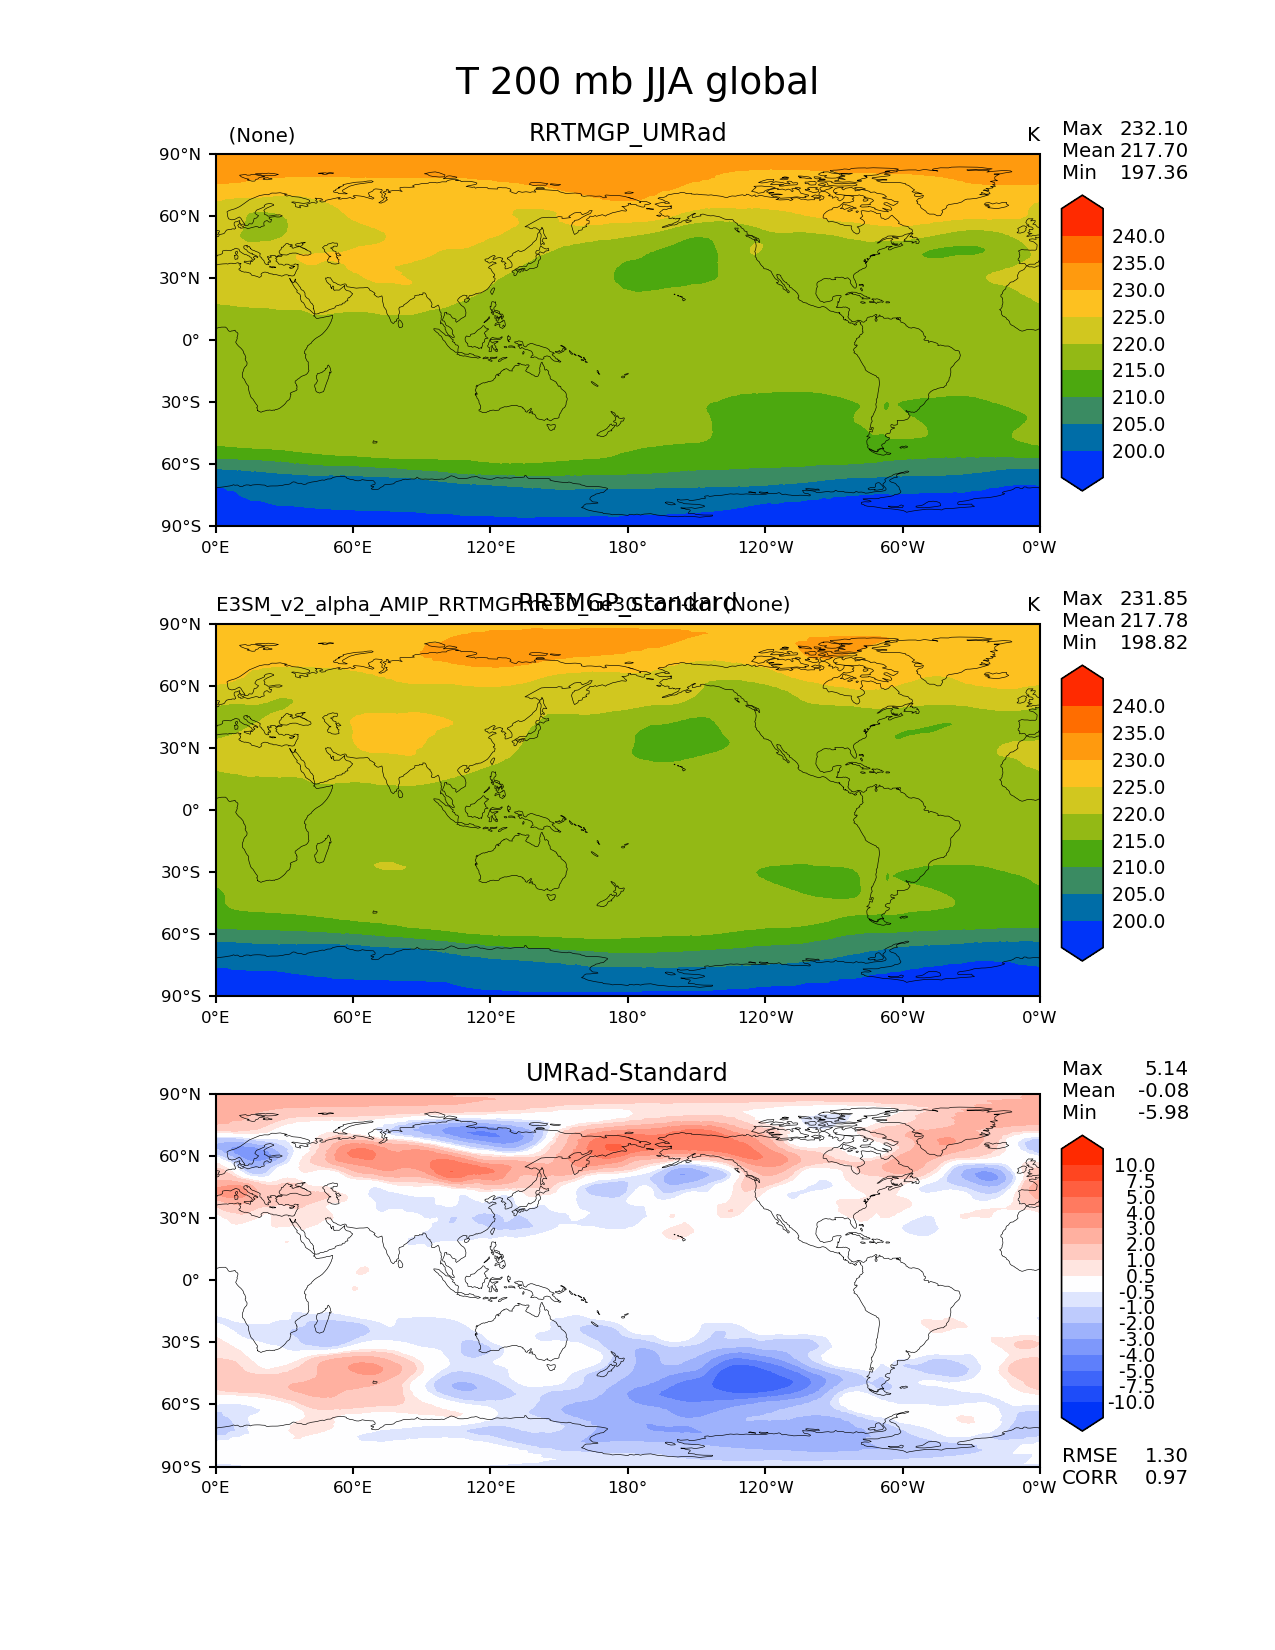 T 200 mb JJA global
(None) RRTMGP_UMRad K
Max 232.10
Mean 217.70
Min 197.36
90°N
60°N
30°N
0°
30°S
60°S
90°S
0°E 60°E 120°E 180° 120°W 60°W 0°W
240.0
235.0
230.0
225.0
220.0
215.0
210.0
205.0
200.0
RRTMGP_standard K
E3SM_v2_alpha_AMIP_RRTMGP.ne30_ne30.cori-knl (None)
Max 231.85
Mean 217.78
Min 198.82
90°N
60°N
30°N
0°
30°S
60°S
90°S
0°E 60°E 120°E 180° 120°W 60°W 0°W
240.0
235.0
230.0
225.0
220.0
215.0
210.0
205.0
200.0
UMRad-Standard
Max 5.14
Mean -0.08
Min -5.98
90°N
60°N
30°N
0°
30°S
60°S
90°S
0°E 60°E 120°E 180° 120°W 60°W 0°W
10.0
7.5
5.0
4.0
3.0
2.0
1.0
0.5
-0.5
-1.0
-2.0
-3.0
-4.0
-5.0
-7.5
-10.0
RMSE 1.30
CORR 0.97